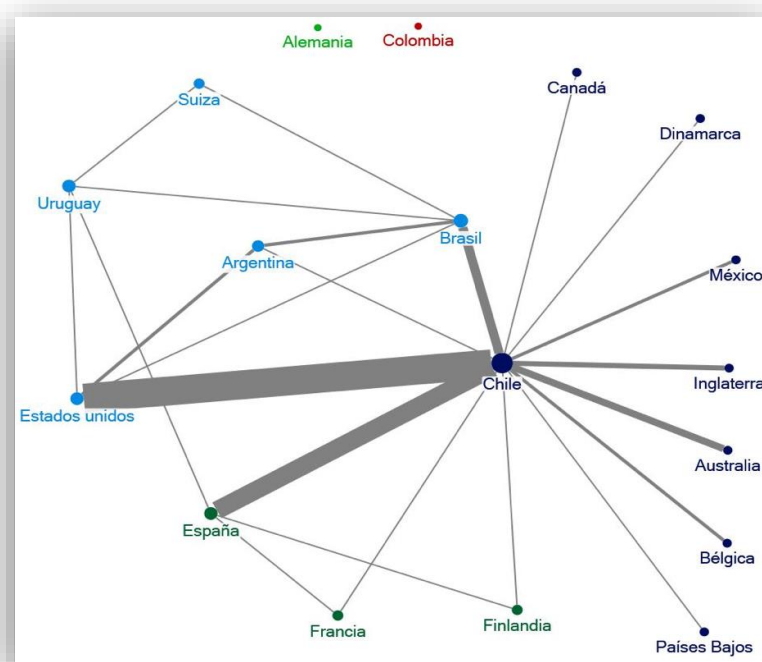 Alemania
Colombia
Canadá
Suiza
Dinamarca
Uruguay
Brasil
Argentina
México
Chile
Inglaterra
Estados unidos
Australia
España
Bélgica
Francia
Finlandia
Países Bajos